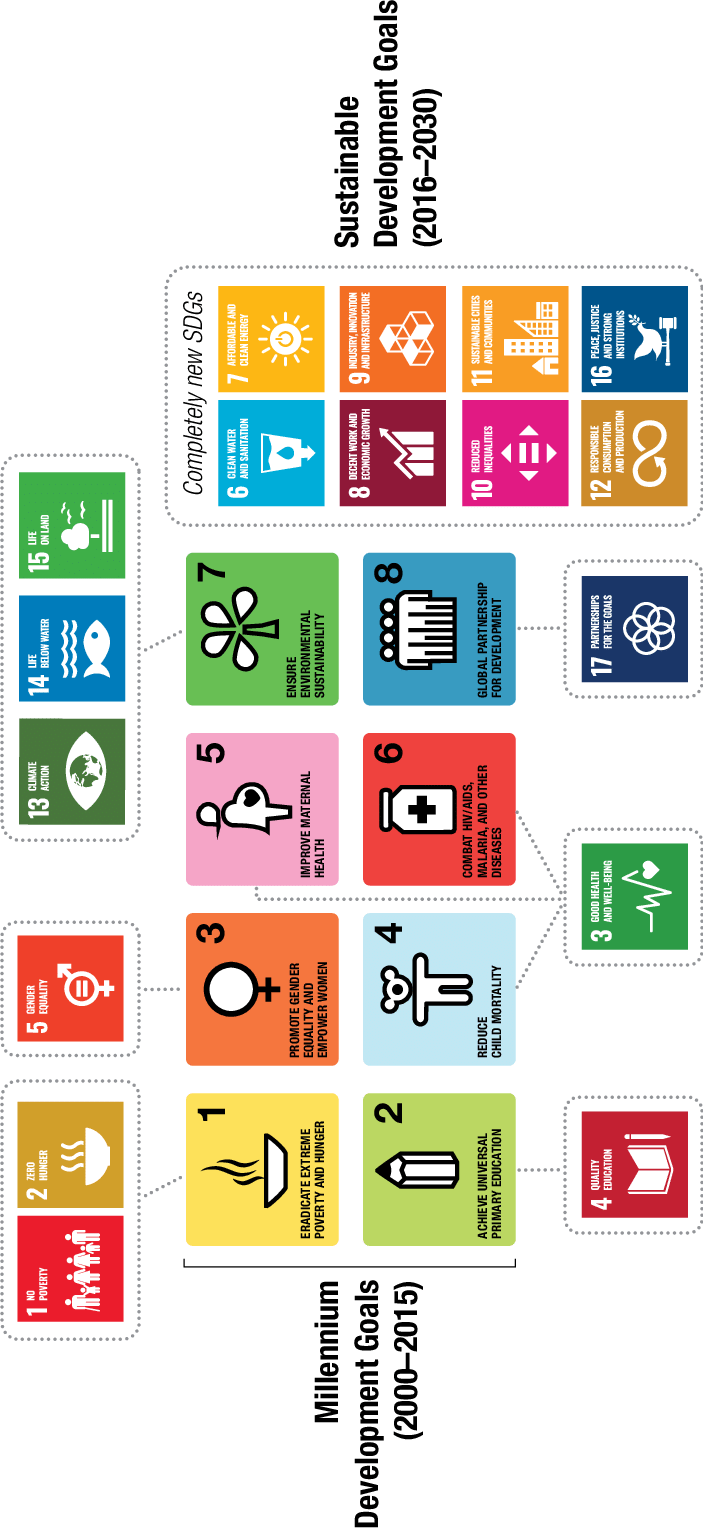 1 NO
POVERTY
2 ZERO
HUNGER
5 GENDER
EQUALITY
13 CLIMATE
ACTION
14 LIFE
BELOW WATER
15 LIFE
ON LAND
Millennium
Development Goals
(2000–2015)
1
ERADICATE EXTREME
POVERTY AND HUNGER
3
PROMOTE GENDER
EQUALITY AND
EMPOWER WOMEN
5
IMPROVE MATERNAL
HEALTH
7
ENSURE
ENVIRONMENTAL
SUSTAINABILITY
2
ACHIEVE UNIVERSAL
PRIMARY EDUCATION
4
REDUCE
CHILD MORTALITY
6
COMBAT HIV/AIDS,
MALARIA, AND OTHER
DISEASES
8
GLOBAL PARTNERSHIP
FOR DEVELOPMENT
4 QUALITY
EDUCATION
3 GOOD HEALTH
AND WELL-BEING
17 PARTNERSHIPS
FOR THE GOALS
Completely new SDGs
6 CLEAN WATER
AND SANITATION
7 AFFORDABLE AND
CLEAN ENERGY
8 DECENT WORK AND
ECONOMIC GROWTH
9 INDUSTRY, INNOVATION
AND INFRASTRUCTURE
10 REDUCED
INEQUALITIES
11 SUSTAINABLE CITIES
AND COMMUNITIES
12 RESPONSIBLE
CONSUMPTION
AND PRODUCTION
16 PEACE, JUSTICE
AND STRONG
INSTITUTIONS
Sustainable
Development Goals
(2016–2030)